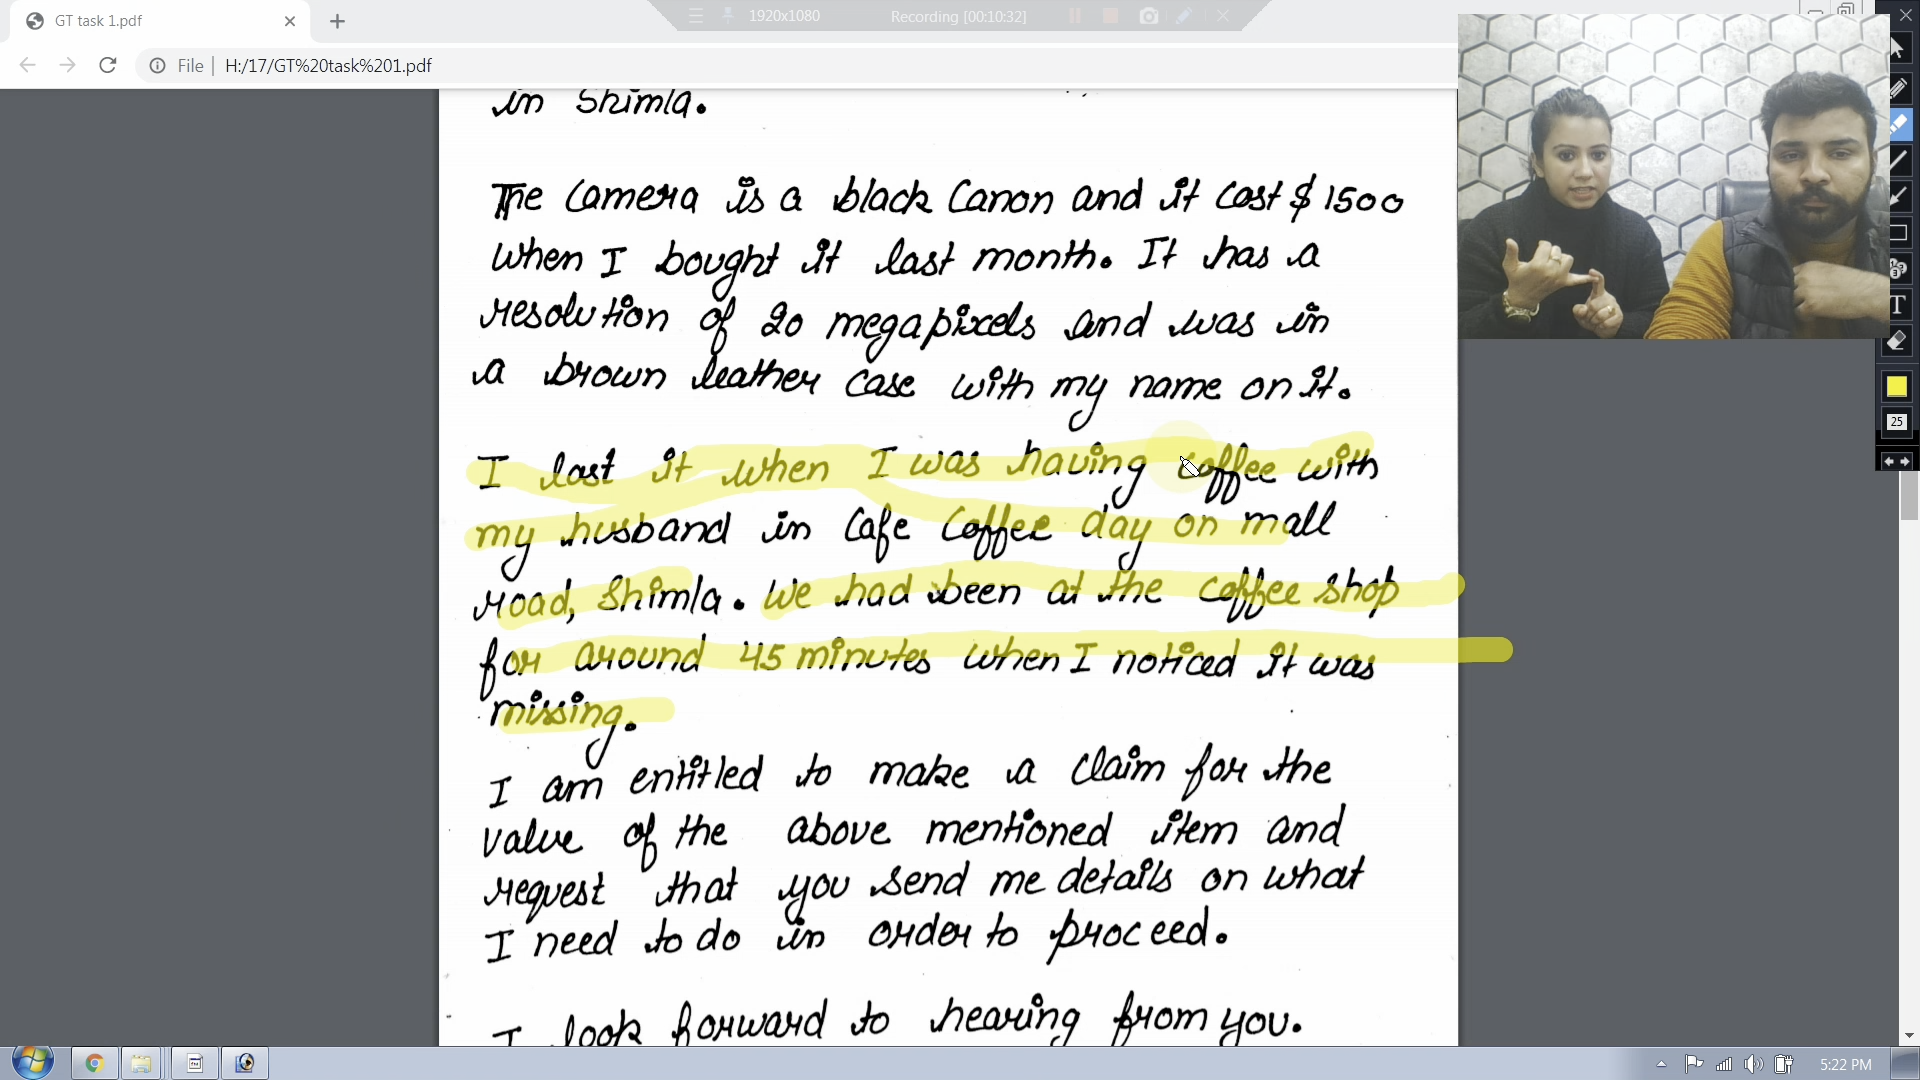 GT task 1.pdf
1920x1080
Recording [00:10:32]
File
H:/17/GT%20task%201.pdf
in Shimla.
The Camera is a black Canon and it cost $ 1500
when I bought it last month. It has a
resolution of 20 megapixels and was in
a brown leather case with my name on it.
I last it when I was having coffee with
my husband in Cafe Coffee day on mall
road, Shimla. We had been at the coffee shop
for around 45 minutes when I noticed it was
missing.
I am entitled to make a claim for the
value of the above mentioned item and
request that you send me details on what
I need to do in order to proceed.
I look forward to hearing from you.
T
25
5:22 PM